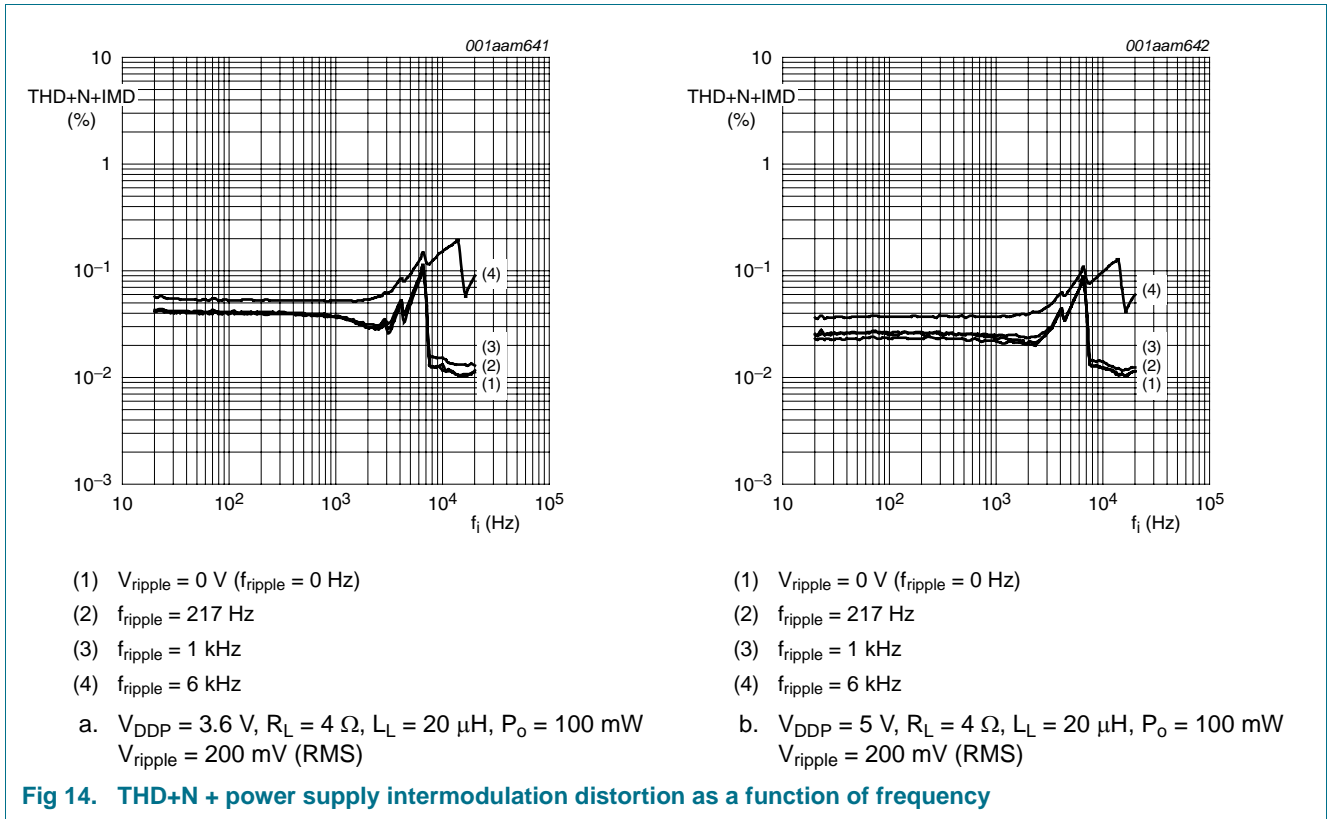 001aam641
10
THD+N+IMD
(%)
1
10⁻¹
(4)
(3)
(2)
10⁻²
(1)
10⁻³
10 10² 10³ 10⁴ 10⁵
fᵢ (Hz)
(1) V_ripple = 0 V (f_ripple = 0 Hz)
(2) f_ripple = 217 Hz
(3) f_ripple = 1 kHz
(4) f_ripple = 6 kHz
a. V_DDP = 3.6 V, R_L = 4 Ω, L_L = 20 μH, P_o = 100 mW
V_ripple = 200 mV (RMS)
001aam642
10
THD+N+IMD
(%)
1
10⁻¹
(4)
(3)
(2)
10⁻²
(1)
10⁻³
10 10² 10³ 10⁴ 10⁵
fᵢ (Hz)
(1) V_ripple = 0 V (f_ripple = 0 Hz)
(2) f_ripple = 217 Hz
(3) f_ripple = 1 kHz
(4) f_ripple = 6 kHz
b. V_DDP = 5 V, R_L = 4 Ω, L_L = 20 μH, P_o = 100 mW
V_ripple = 200 mV (RMS)
Fig 14. THD+N + power supply intermodulation distortion as a function of frequency